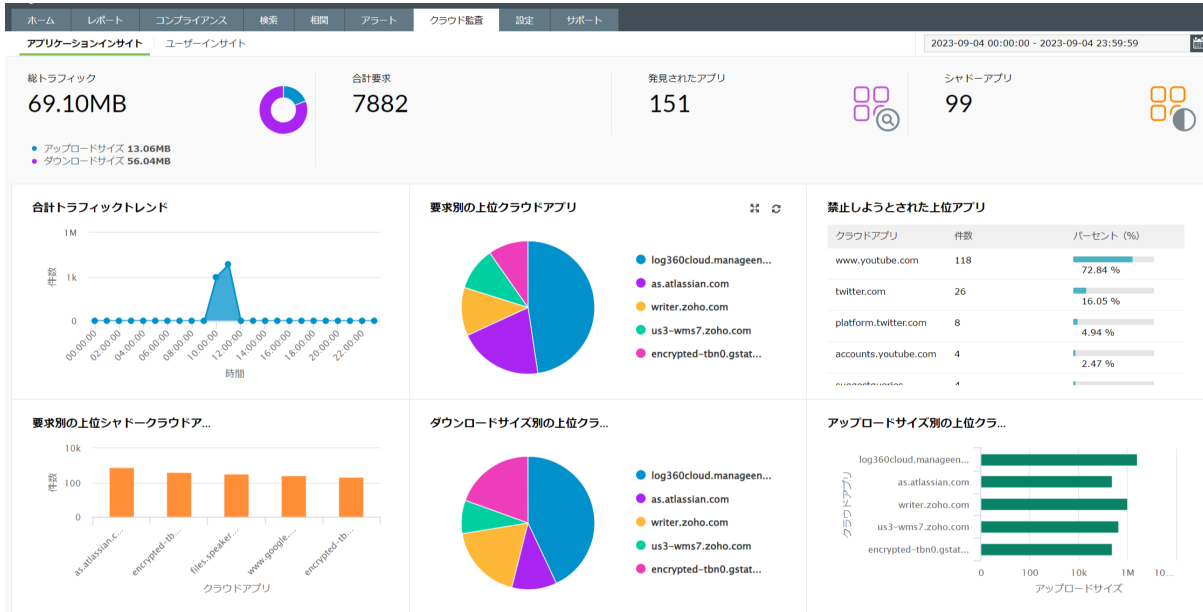 ホーム レポート コンプライアンス 検索 相関 アラート クラウド監査 設定 サポート
アプリケーションインサイト ユーザーインサイト 2023-09-04 00:00:00 - 2023-09-04 23:59:59
総トラフィック
69.10MB
アップロードサイズ 13.06MB
ダウンロードサイズ 56.04MB
合計要求
7882
発見されたアプリ
151
シャドーアプリ
99
合計トラフィックトレンド
1M
1k
0
件数
00:00:00 02:00:00 04:00:00 06:00:00 08:00:00 10:00:00 12:00:00 14:00:00 16:00:00 18:00:00 20:00:00 22:00:00
時間
要求別の上位クラウドアプリ
log360cloud.manageen...
as.atlassian.com
writer.zoho.com
us3-wms7.zoho.com
encrypted-tbn0.gstat...
禁止しようとされた上位アプリ
クラウドアプリ 件数 パーセント（%）
www.youtube.com 118 72.84 %
twitter.com 26 16.05 %
platform.twitter.com 8 4.94 %
accounts.youtube.com 4 2.47 %
要求別の上位シャドークラウドア...
10k
100
0
件数
as.atlassian.c... encrypted-tb... files.speaker... www.google.... encrypted-tb...
クラウドアプリ
ダウンロードサイズ別の上位クラ...
log360cloud.manageen...
as.atlassian.com
writer.zoho.com
us3-wms7.zoho.com
encrypted-tbn0.gstat...
アップロードサイズ別の上位クラ...
クラウドアプリ
log360cloud.manageen...
as.atlassian.com
writer.zoho.com
us3-wms7.zoho.com
encrypted-tbn0.gstat...
0 100 10k 1M 10...
アップロードサイズ